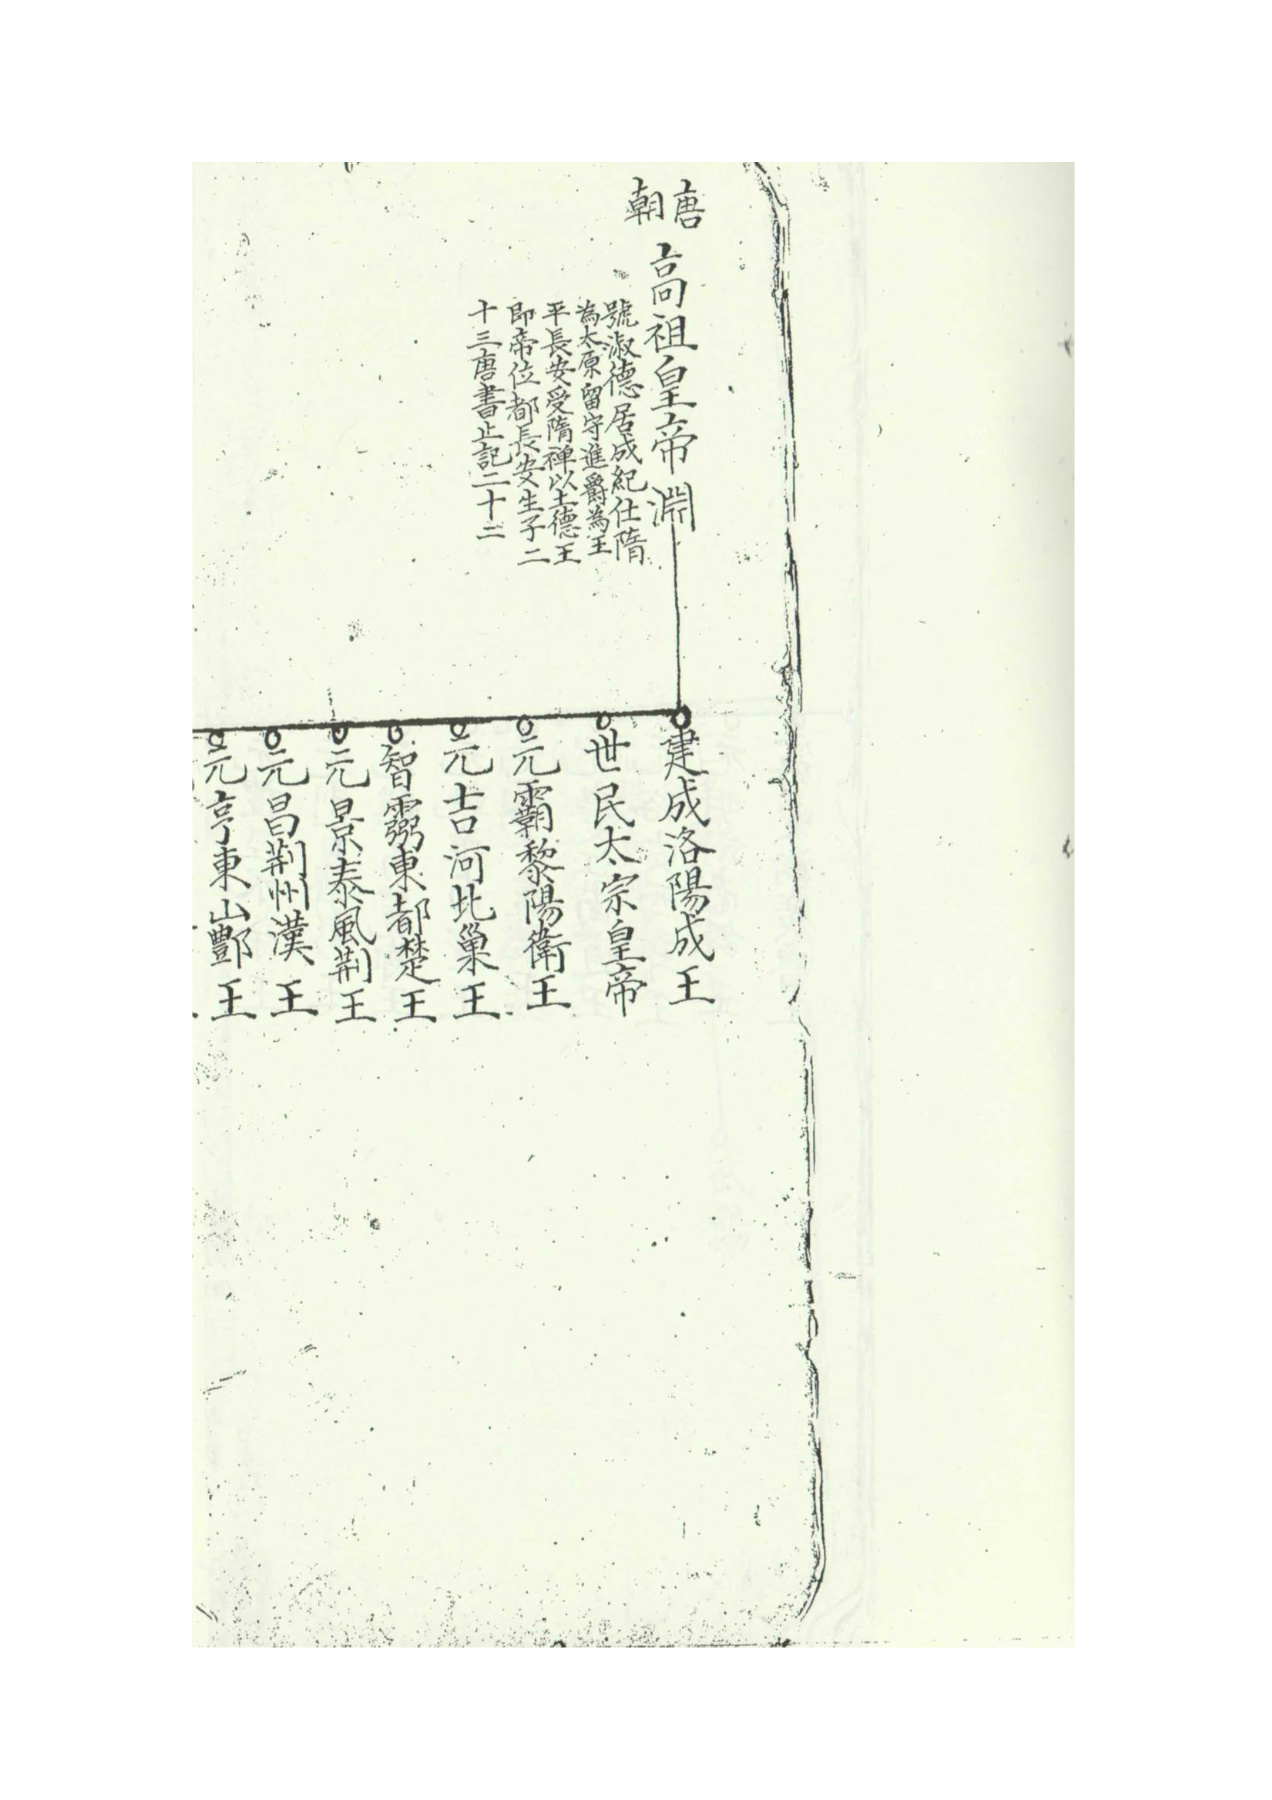 唐朝
高祖皇帝淵
號淑德居成紀仕隋
為太原留守進爵為王
平長安受隋禅以土德王
即帝位都長安生子二
十三唐書止記二十二
建成洛陽成王
世民太宗皇帝
元霸黎陽衛王
元吉河北巢王
智雲東都楚王
元景泰風荆王
元昌荆州漢王
元亨東山酆王